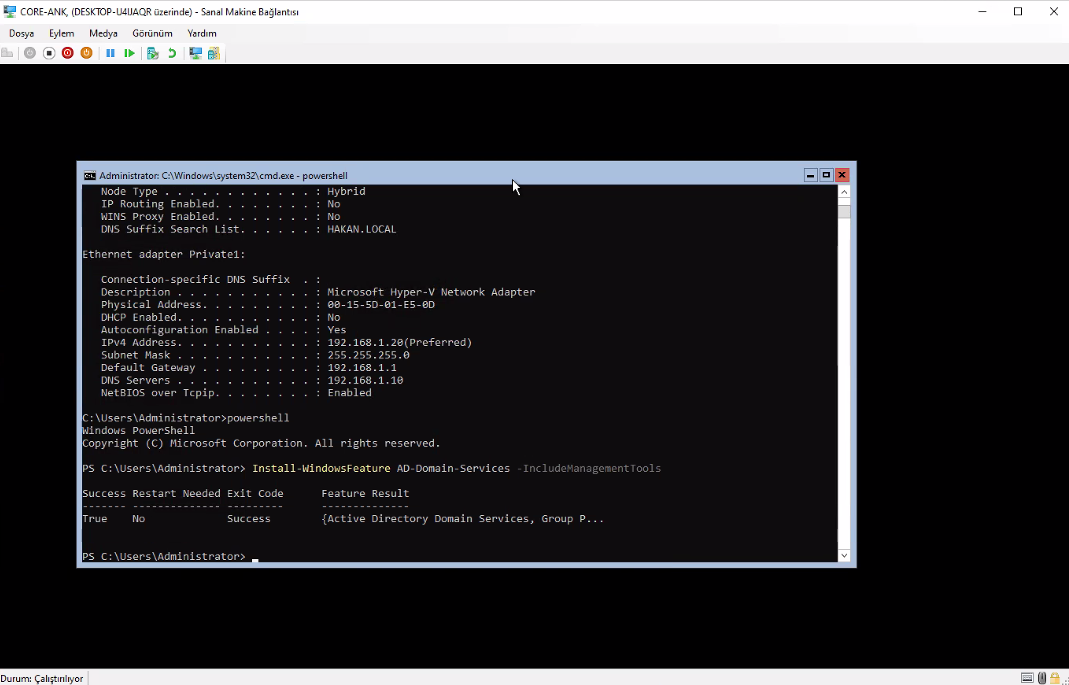 CORE-ANK, (DESKTOP-U4IJAQR üzerinde) - Sanal Makine Bağlantısı
Dosya Eylem Medya Görünüm Yardım
Administrator: C:\Windows\system32\cmd.exe - powershell
Node Type . . . . . . . . . . . . : Hybrid
IP Routing Enabled. . . . . . . . : No
WINS Proxy Enabled. . . . . . . . : No
DNS Suffix Search List. . . . . . : HAKAN.LOCAL
Ethernet adapter Private1:
Connection-specific DNS Suffix . :
Description . . . . . . . . . . . : Microsoft Hyper-V Network Adapter
Physical Address. . . . . . . . . : 00-15-5D-01-E5-0D
DHCP Enabled. . . . . . . . . . . : No
Autoconfiguration Enabled . . . . : Yes
IPv4 Address. . . . . . . . . . . : 192.168.1.20(Preferred)
Subnet Mask . . . . . . . . . . . : 255.255.255.0
Default Gateway . . . . . . . . . : 192.168.1.1
DNS Servers . . . . . . . . . . . : 192.168.1.10
NetBIOS over Tcpip. . . . . . . . : Enabled
C:\Users\Administrator>powershell
Windows PowerShell
Copyright (C) Microsoft Corporation. All rights reserved.
PS C:\Users\Administrator> Install-WindowsFeature AD-Domain-Services -IncludeManagementTools
Success Restart Needed Exit Code Feature Result
------- -------------- --------- --------------
True No Success {Active Directory Domain Services, Group P...
PS C:\Users\Administrator> _
Durum: Çalıştırılıyor